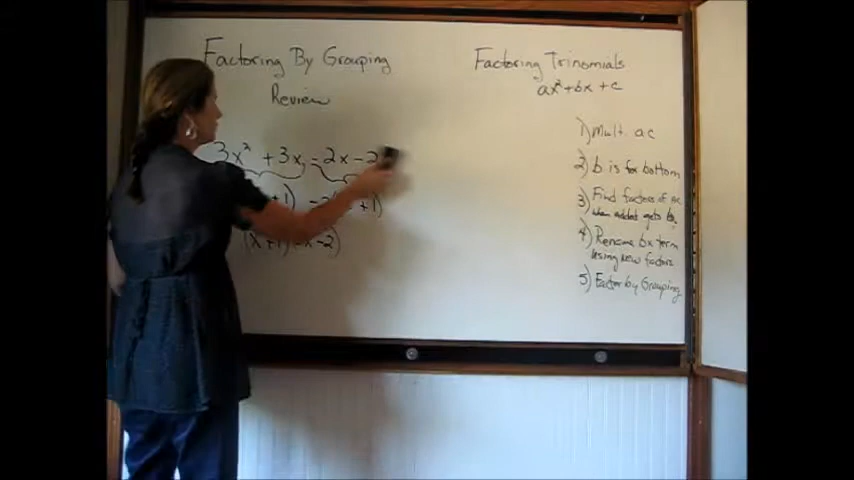 Factoring By Grouping
Review
3x² + 3x - 2x - 2
+1) - 2( +1)
(x+1) x-2)
Factoring Trinomials
ax² + bx + c
1) Mult. ac
2) b is for bottom
3) Find factors of ac
when added gets b.
4) Rename bx term
using new factors
5) Factor by Grouping